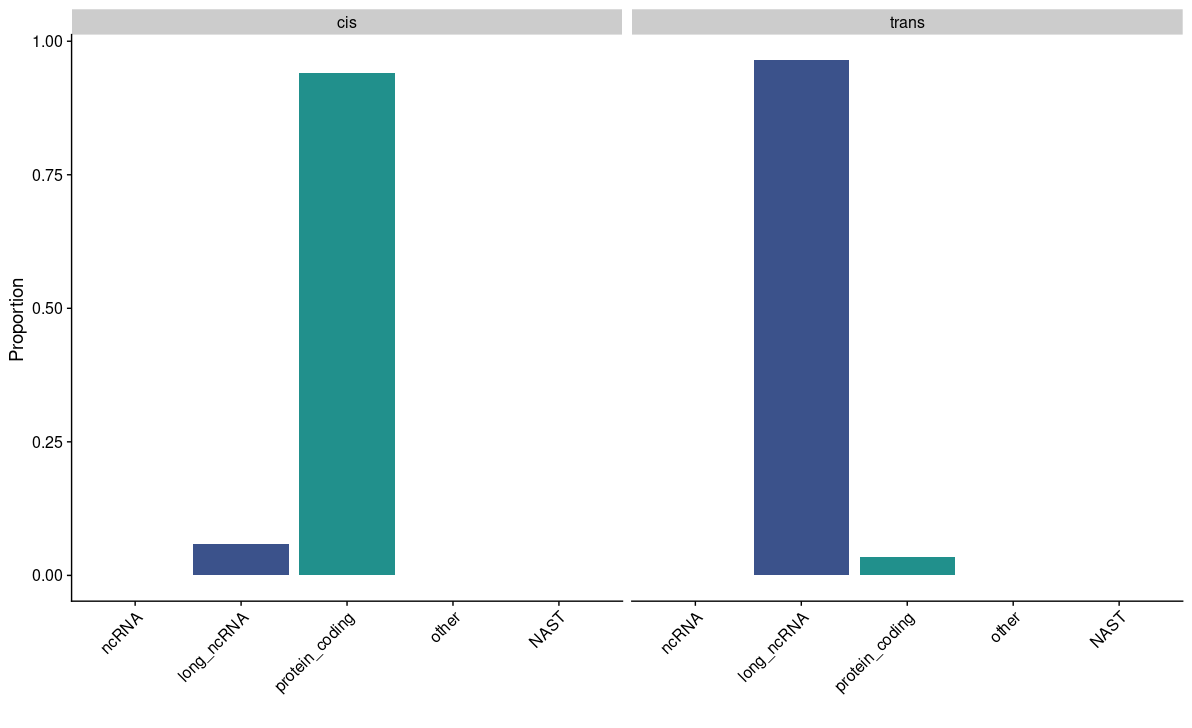 cis
trans
Proportion
1.00
0.75
0.50
0.25
0.00
ncRNA
long_ncRNA
protein_coding
other
NAST
ncRNA
long_ncRNA
protein_coding
other
NAST